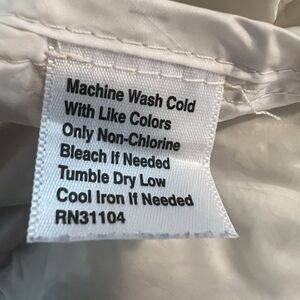 Machine Wash Cold
With Like Colors
Only Non-Chlorine
Bleach If Needed
Tumble Dry Low
Cool Iron If Needed
RN31104